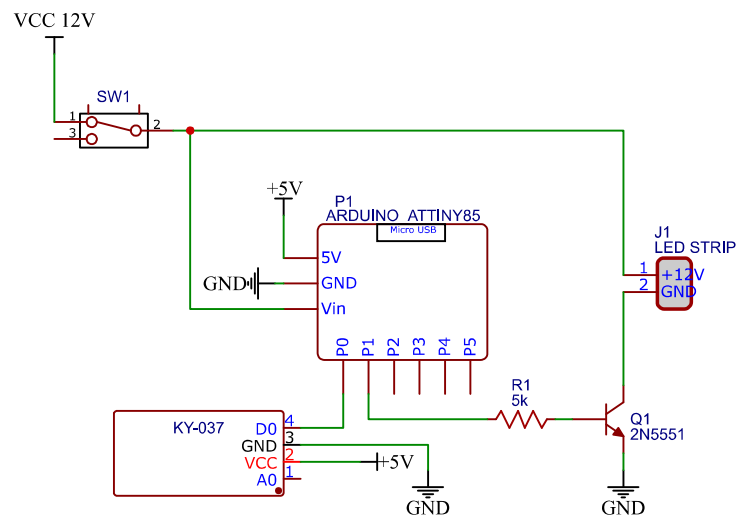 VCC 12V
SW1
1
2
3
+5V
P1
ARDUINO ATTINY85
Micro USB
5V
GND
GND
Vin
P0 P1 P2 P3 P4 P5
J1
LED STRIP
1 +12V
2 GND
R1
5k
Q1
2N5551
KY-037
D0 4
GND 3
VCC 2
A0 1
+5V
GND
GND